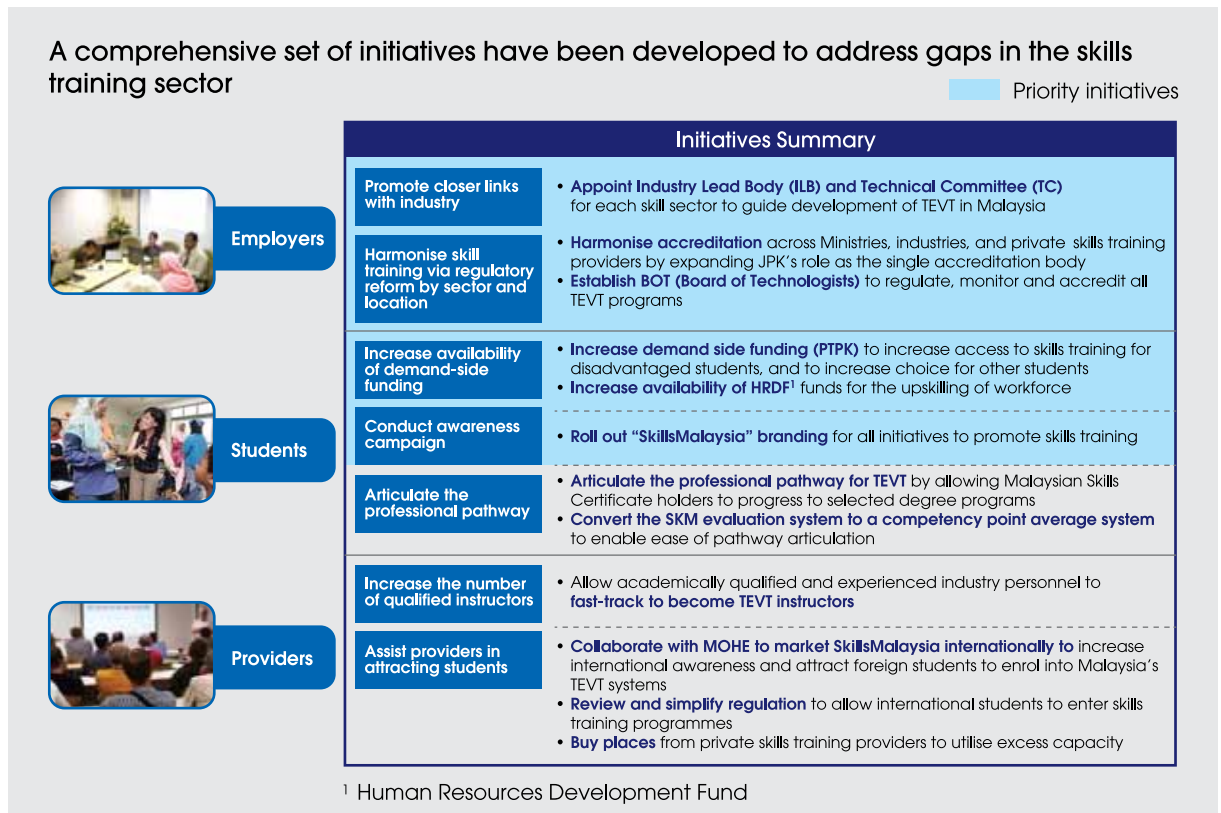 A comprehensive set of initiatives have been developed to address gaps in the skills
training sector
Priority initiatives
Initiatives Summary
Employers
Promote closer links
with industry
• Appoint Industry Lead Body (ILB) and Technical Committee (TC)
for each skill sector to guide development of TEVT in Malaysia
Harmonise skill
training via regulatory
reform by sector and
location
• Harmonise accreditation across Ministries, industries, and private skills training
providers by expanding JPK's role as the single accreditation body
• Establish BOT (Board of Technologists) to regulate, monitor and accredit all
TEVT programs
Students
Increase availability
of demand-side
funding
• Increase demand side funding (PTPK) to increase access to skills training for
disadvantaged students, and to increase choice for other students
• Increase availability of HRDF¹ funds for the upskilling of workforce
Conduct awareness
campaign
• Roll out “SkillsMalaysia” branding for all initiatives to promote skills training
Articulate the
professional pathway
• Articulate the professional pathway for TEVT by allowing Malaysian Skills
Certificate holders to progress to selected degree programs
• Convert the SKM evaluation system to a competency point average system
to enable ease of pathway articulation
Providers
Increase the number
of qualified instructors
• Allow academically qualified and experienced industry personnel to
fast-track to become TEVT instructors
Assist providers in
attracting students
• Collaborate with MOHE to market SkillsMalaysia internationally to increase
international awareness and attract foreign students to enrol into Malaysia's
TEVT systems
• Review and simplify regulation to allow international students to enter skills
training programmes
• Buy places from private skills training providers to utilise excess capacity
¹ Human Resources Development Fund